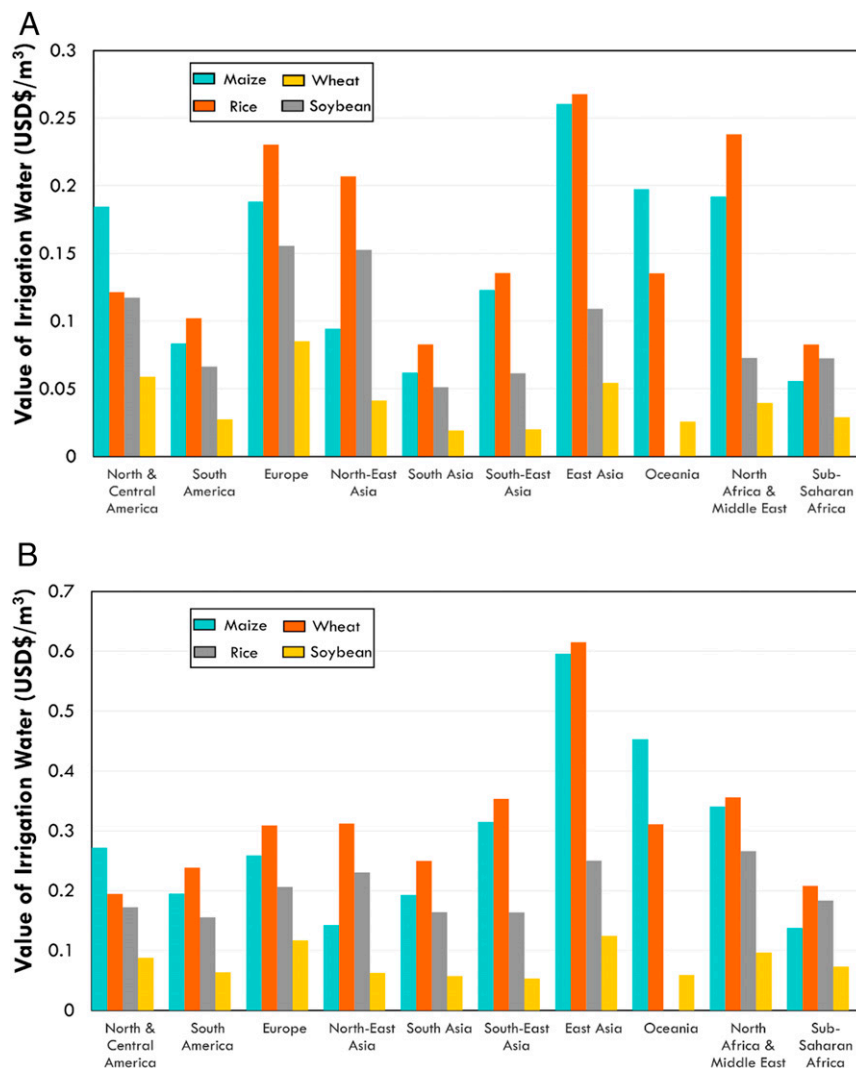 A
Value of Irrigation Water (USD$/m³)
0.3
0.25
0.2
0.15
0.1
0.05
0
Maize
Wheat
Rice
Soybean
North &
Central
America
South
America
Europe
North-East
Asia
South Asia
South-East
Asia
East Asia
Oceania
North
Africa &
Middle East
Sub-
Saharan
Africa
B
Value of Irrigation Water (USD$/m³)
0.7
0.6
0.5
0.4
0.3
0.2
0.1
0
Maize
Wheat
Rice
Soybean
North &
Central
America
South
America
Europe
North-East
Asia
South Asia
South-East
Asia
East Asia
Oceania
North
Africa &
Middle East
Sub-
Saharan
Africa